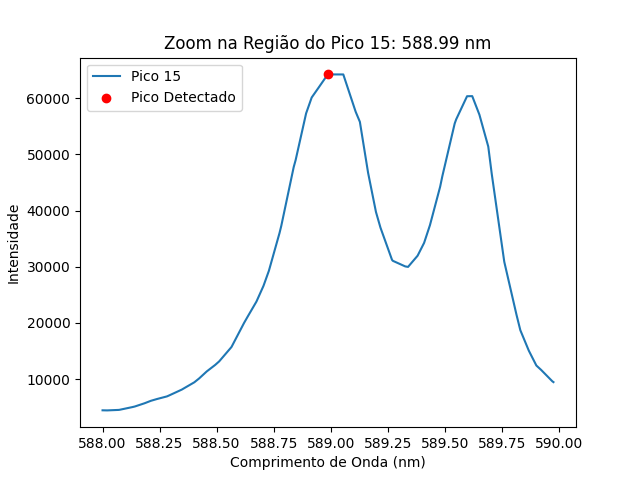 Zoom na Região do Pico 15: 588.99 nm
Pico 15
Pico Detectado
Intensidade
60000
50000
40000
30000
20000
10000
588.00 588.25 588.50 588.75 589.00 589.25 589.50 589.75 590.00
Comprimento de Onda (nm)